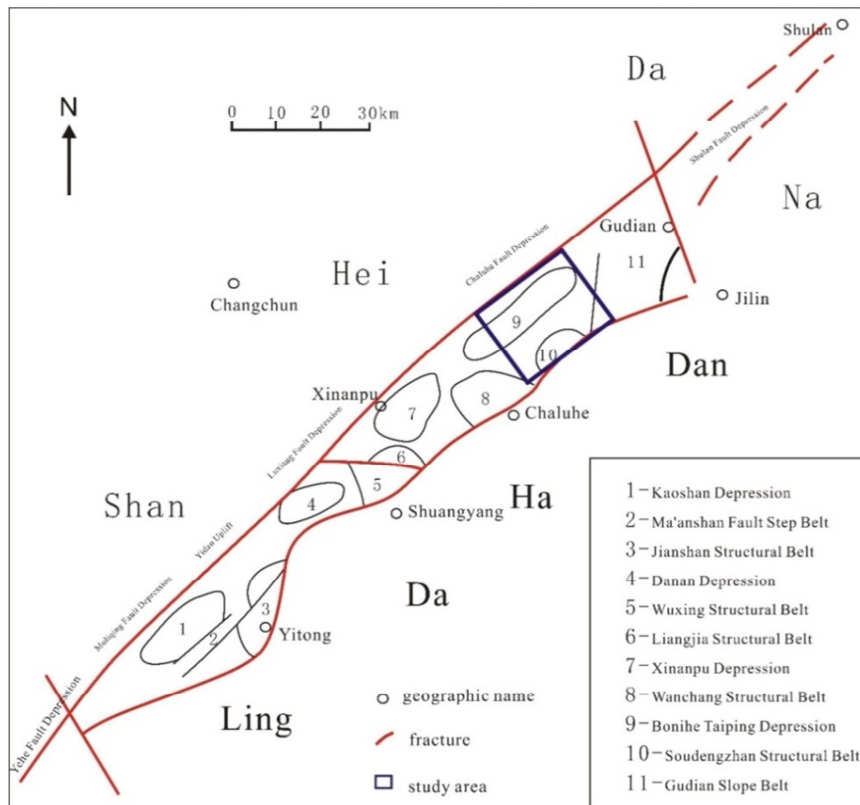 Shulan
Da
N
0 10 20 30km
Shulan Fault Depression
Na
Gudian
Chaluhe Fault Depression
11
Hei
Changchun
Jilin
9
10
Dan
Xinanpu
7
8
Chaluhe
Luxiang Fault Depression
6
5
Ha
4
Shuangyang
Shan
Yidan Uplift
Da
Moliqing Fault Depression
1
2
3
Yitong
Ling
Yehe Fault Depression
geographic name
fracture
study area
1-Kaoshan Depression
2-Ma'anshan Fault Step Belt
3-Jianshan Structural Belt
4-Danan Depression
5-Wuxing Structural Belt
6-Liangjia Structural Belt
7-Xinanpu Depression
8-Wanchang Structural Belt
9-Bonihe Taiping Depression
10-Soudengzhan Structural Belt
11-Gudian Slope Belt